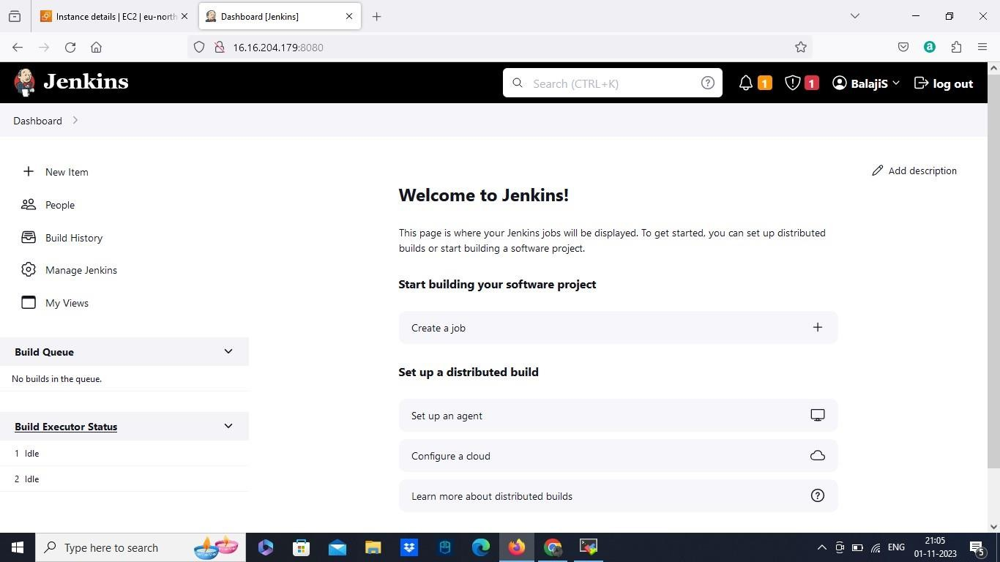 Instance details | EC2 | eu-north
Dashboard [Jenkins]
16.16.204.179:8080
Jenkins
Search (CTRL+K)
1
1
BalajiS
log out
Dashboard
New Item
People
Build History
Manage Jenkins
My Views
Build Queue
No builds in the queue.
Build Executor Status
1 Idle
2 Idle
Add description
Welcome to Jenkins!
This page is where your Jenkins jobs will be displayed. To get started, you can set up distributed
builds or start building a software project.
Start building your software project
Create a job
Set up a distributed build
Set up an agent
Configure a cloud
Learn more about distributed builds
Type here to search
ENG
21:05
01-11-2023
5